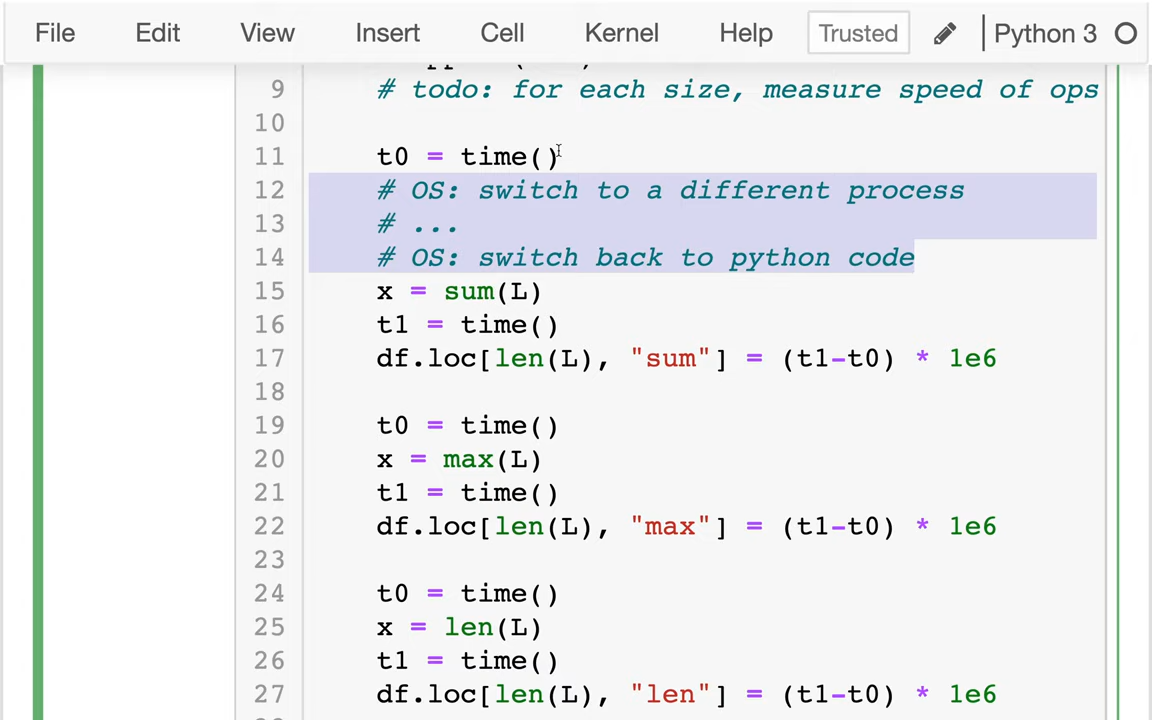 File Edit View Insert Cell Kernel Help Trusted Python 3
9 # todo: for each size, measure speed of ops
10
11 t0 = time()
12 # OS: switch to a different process
13 # ...
14 # OS: switch back to python code
15 x = sum(L)
16 t1 = time()
17 df.loc[len(L), "sum"] = (t1-t0) * 1e6
18
19 t0 = time()
20 x = max(L)
21 t1 = time()
22 df.loc[len(L), "max"] = (t1-t0) * 1e6
23
24 t0 = time()
25 x = len(L)
26 t1 = time()
27 df.loc[len(L), "len"] = (t1-t0) * 1e6